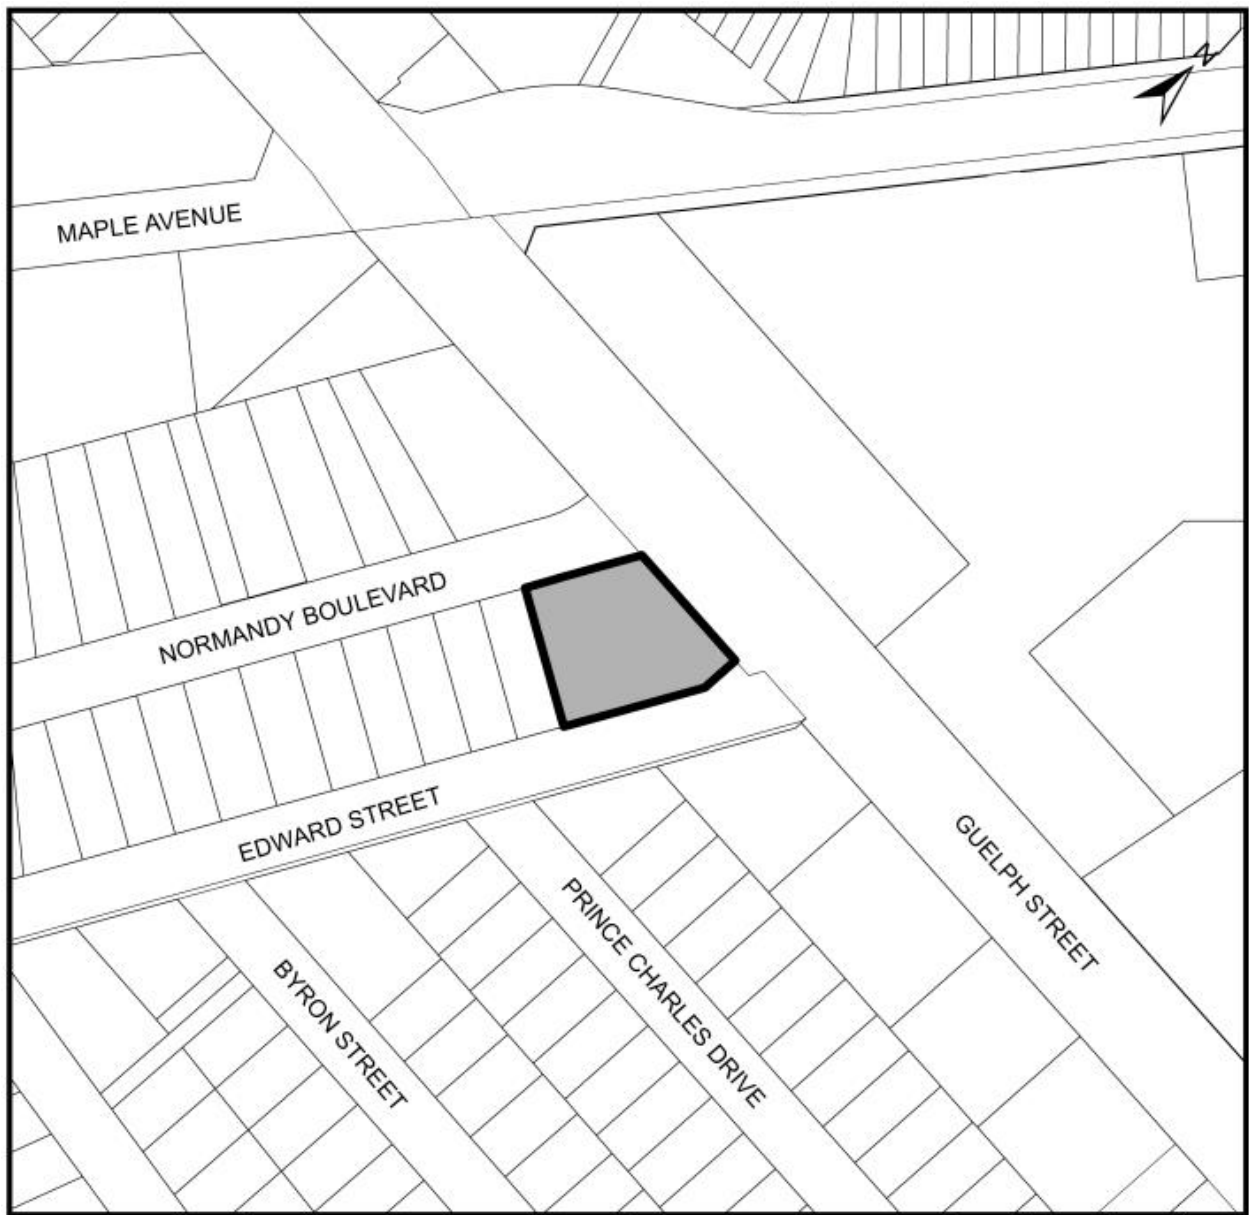 N
MAPLE AVENUE
NORMANDY BOULEVARD
EDWARD STREET
GUELPH STREET
PRINCE CHARLES DRIVE
BYRON STREET